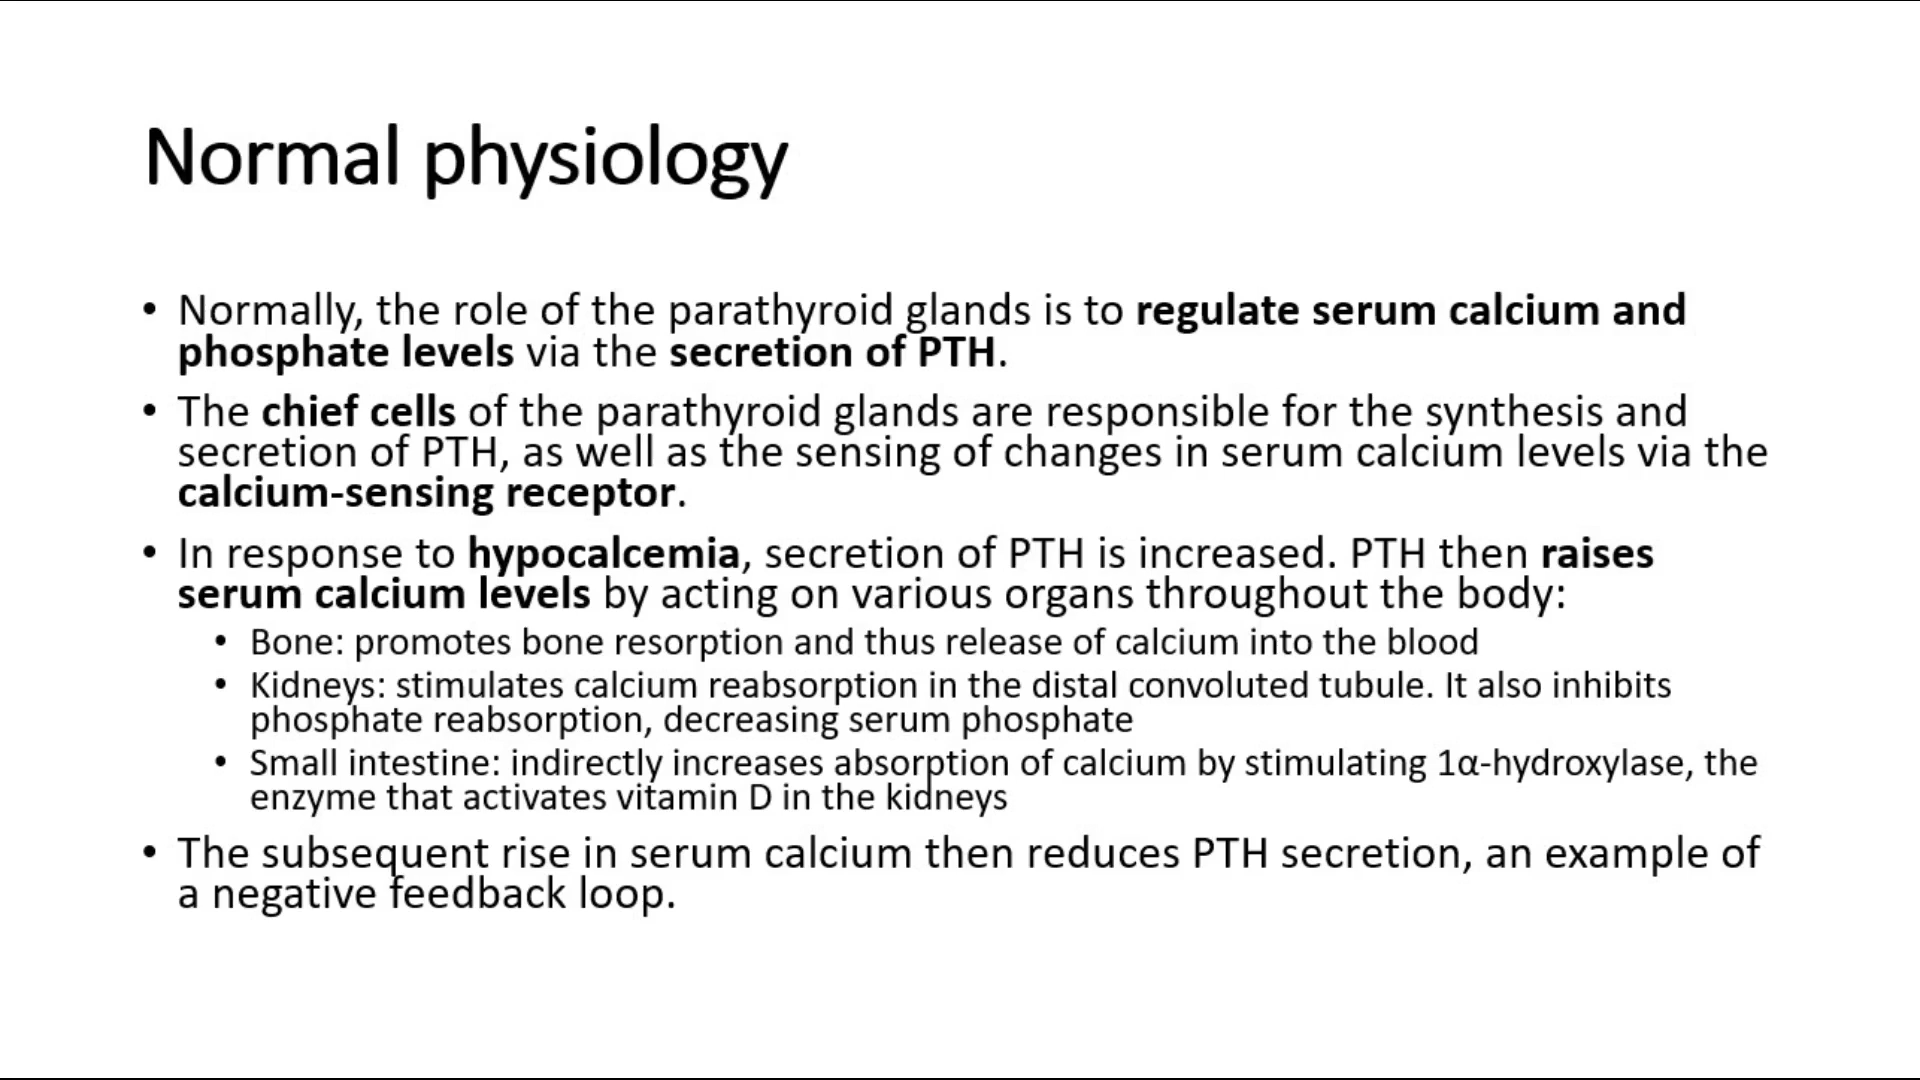 Normal physiology
• Normally, the role of the parathyroid glands is to regulate serum calcium and
phosphate levels via the secretion of PTH.
• The chief cells of the parathyroid glands are responsible for the synthesis and
secretion of PTH, as well as the sensing of changes in serum calcium levels via the
calcium-sensing receptor.
• In response to hypocalcemia, secretion of PTH is increased. PTH then raises
serum calcium levels by acting on various organs throughout the body:
• Bone: promotes bone resorption and thus release of calcium into the blood
• Kidneys: stimulates calcium reabsorption in the distal convoluted tubule. It also inhibits
phosphate reabsorption, decreasing serum phosphate
• Small intestine: indirectly increases absorption of calcium by stimulating 1α-hydroxylase, the
enzyme that activates vitamin D in the kidneys
• The subsequent rise in serum calcium then reduces PTH secretion, an example of
a negative feedback loop.